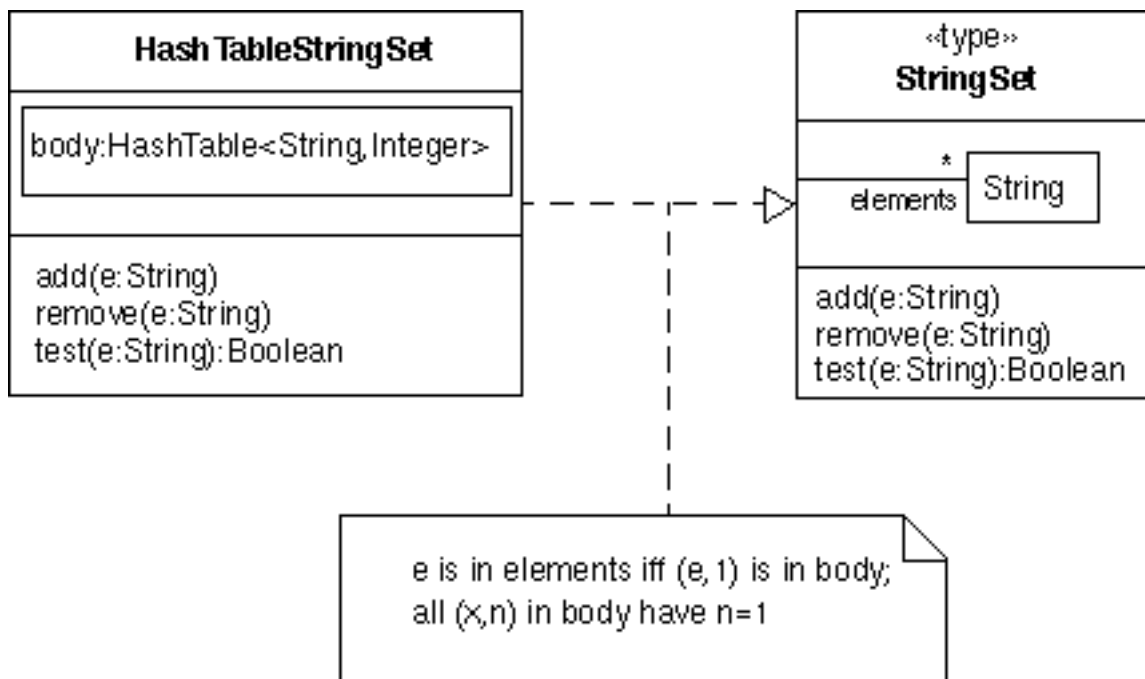 HashTableStringSet
body:HashTable<String,Integer>
add(e:String)
remove(e:String)
test(e:String):Boolean
«type»
StringSet
*
elements
String
add(e:String)
remove(e:String)
test(e:String):Boolean
e is in elements iff (e,1) is in body;
all (x,n) in body have n=1